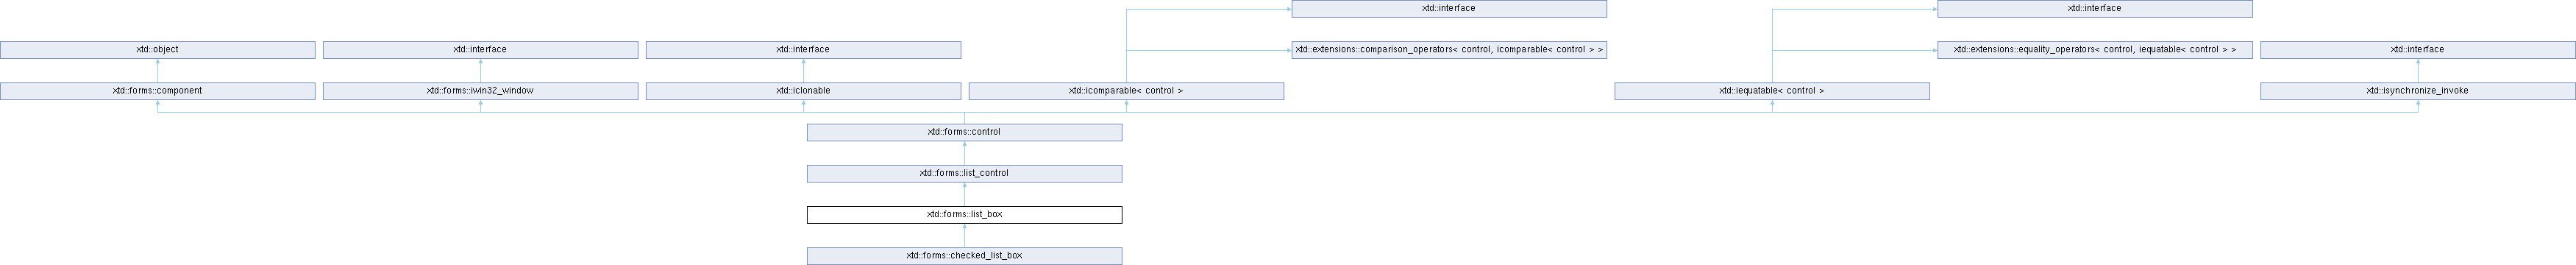 xtd::interface
xtd::interface
xtd::object
xtd::interface
xtd::interface
xtd::extensions::comparison_operators< control, icomparable< control > >
xtd::extensions::equality_operators< control, iequatable< control > >
xtd::interface
xtd::forms::component
xtd::forms::iwin32_window
xtd::iclonable
xtd::icomparable< control >
xtd::iequatable< control >
xtd::isynchronize_invoke
xtd::forms::control
xtd::forms::list_control
xtd::forms::list_box
xtd::forms::checked_list_box